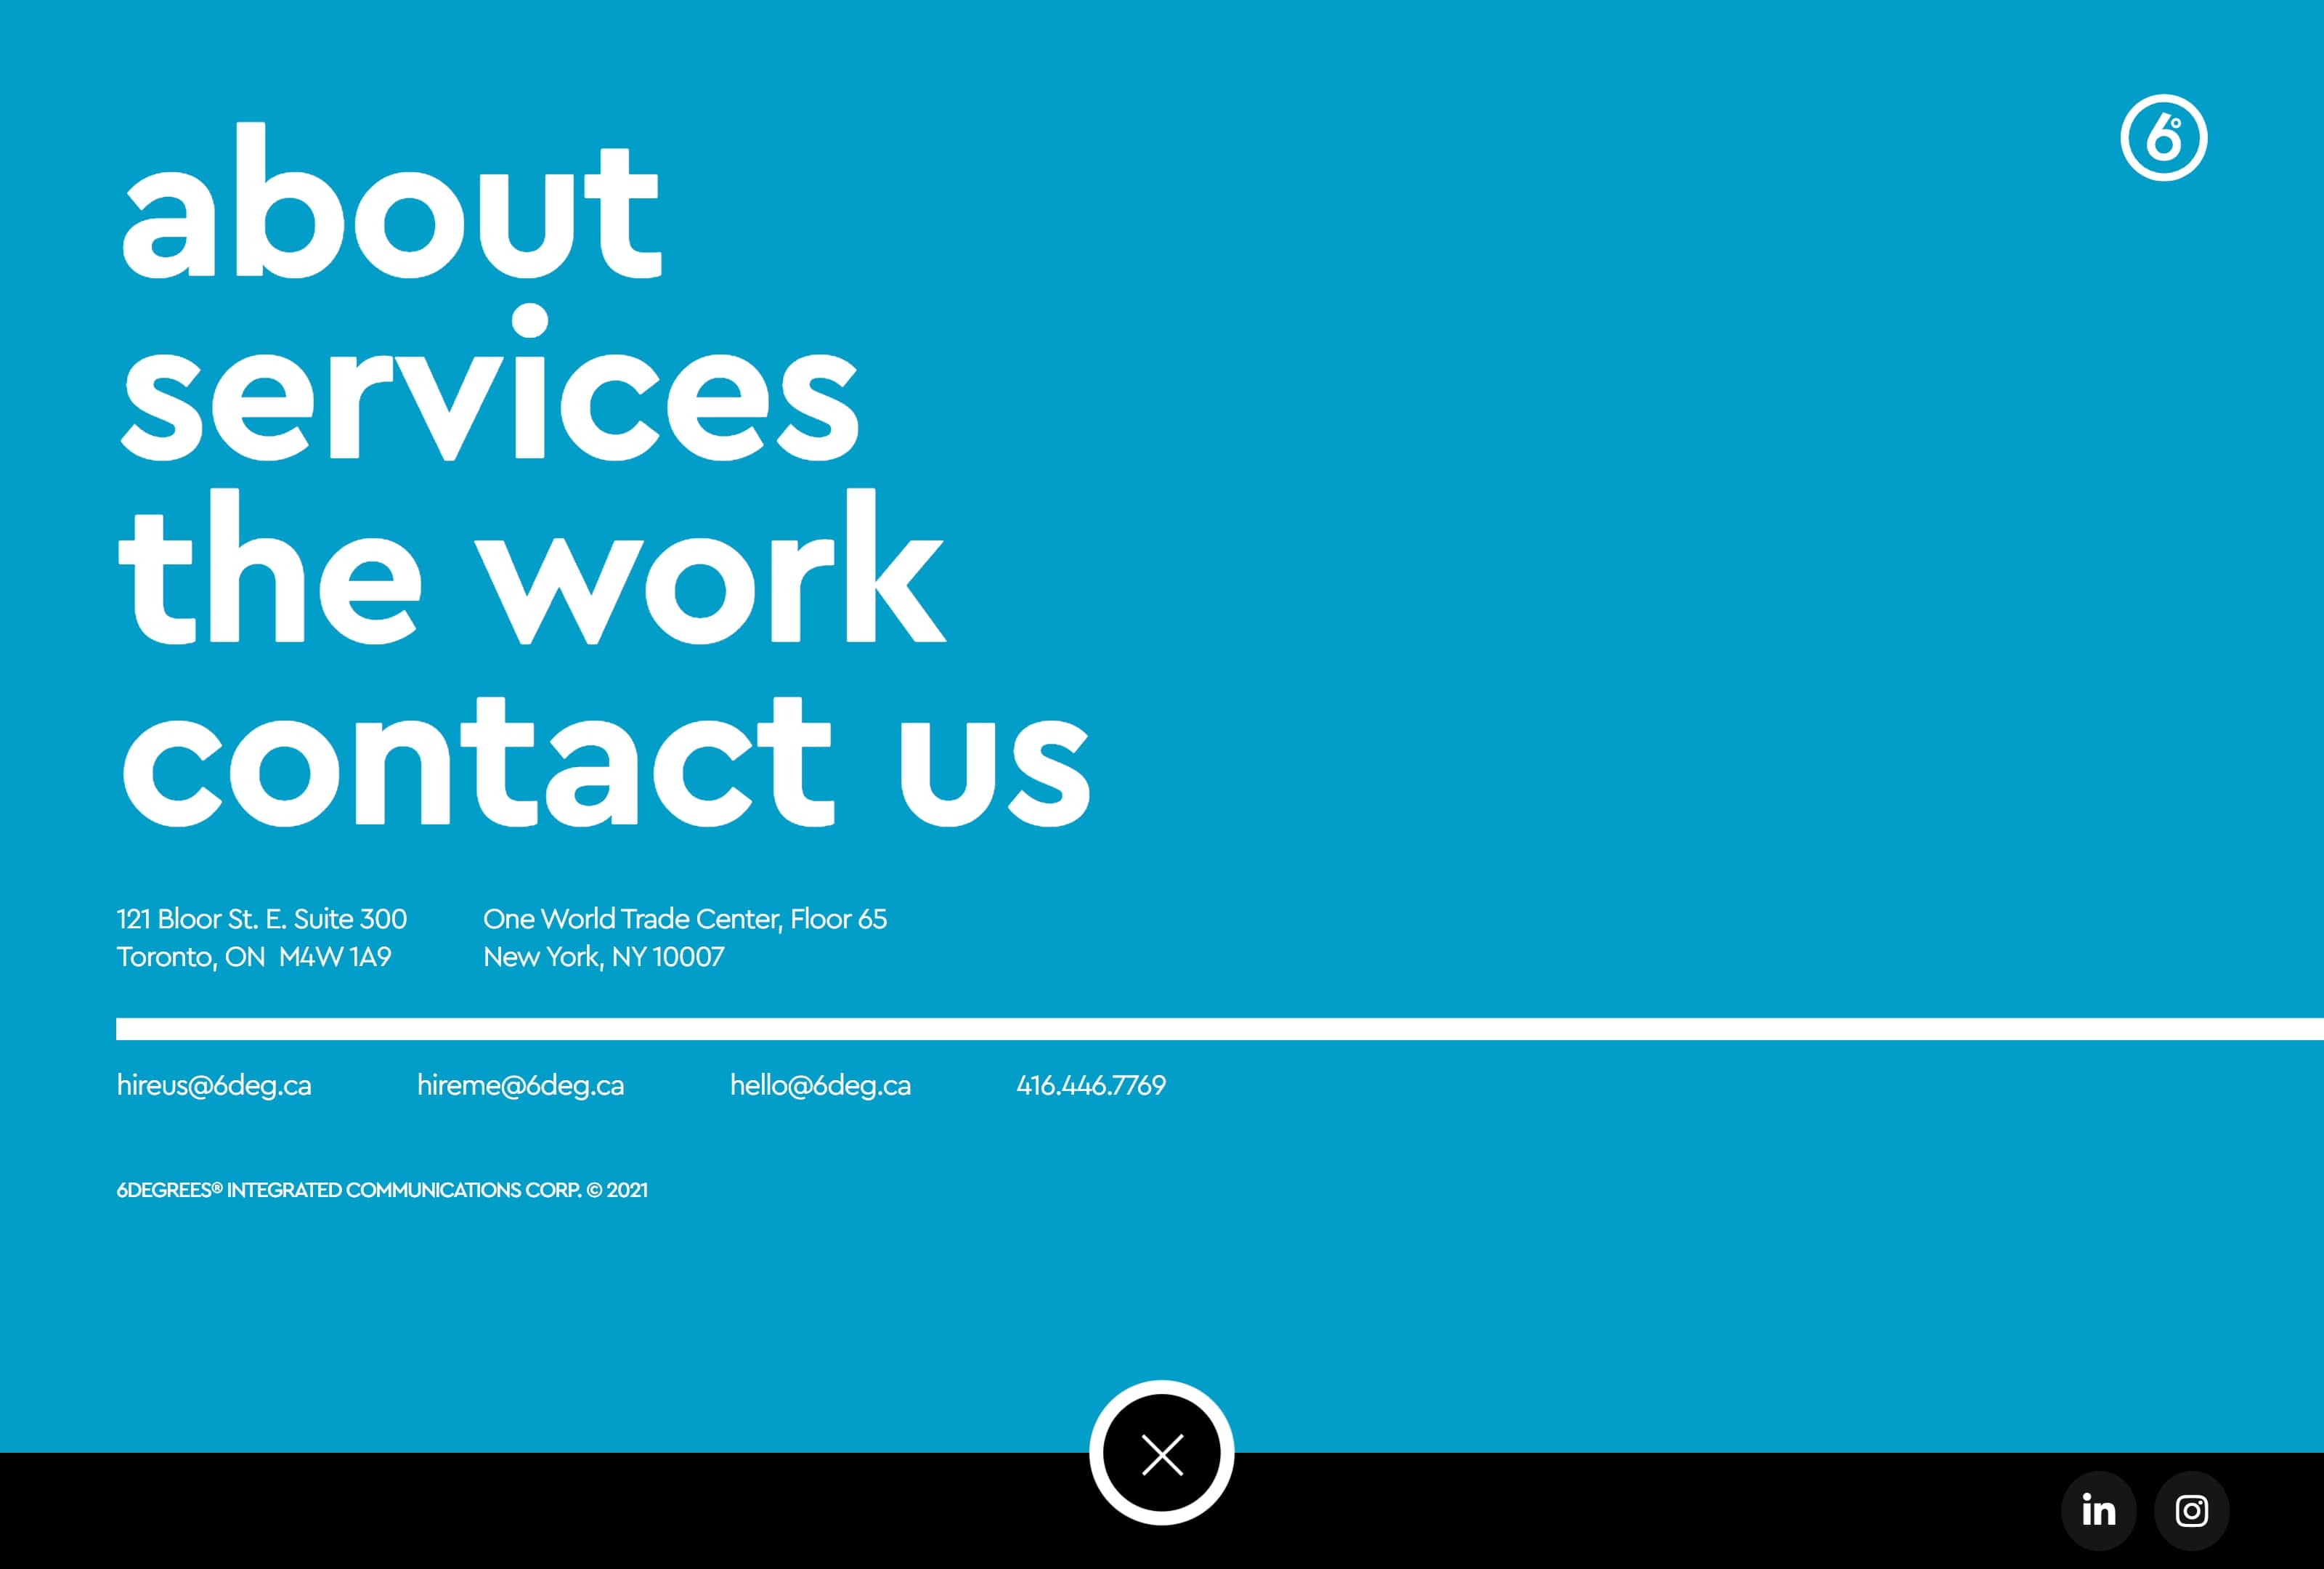 6°
about
services
the work
contact us
121 Bloor St. E. Suite 300
Toronto, ON  M4W 1A9
One World Trade Center, Floor 65
New York, NY 10007
hireus@6deg.ca
hireme@6deg.ca
hello@6deg.ca
416.446.7769
6DEGREES® INTEGRATED COMMUNICATIONS CORP. © 2021
in